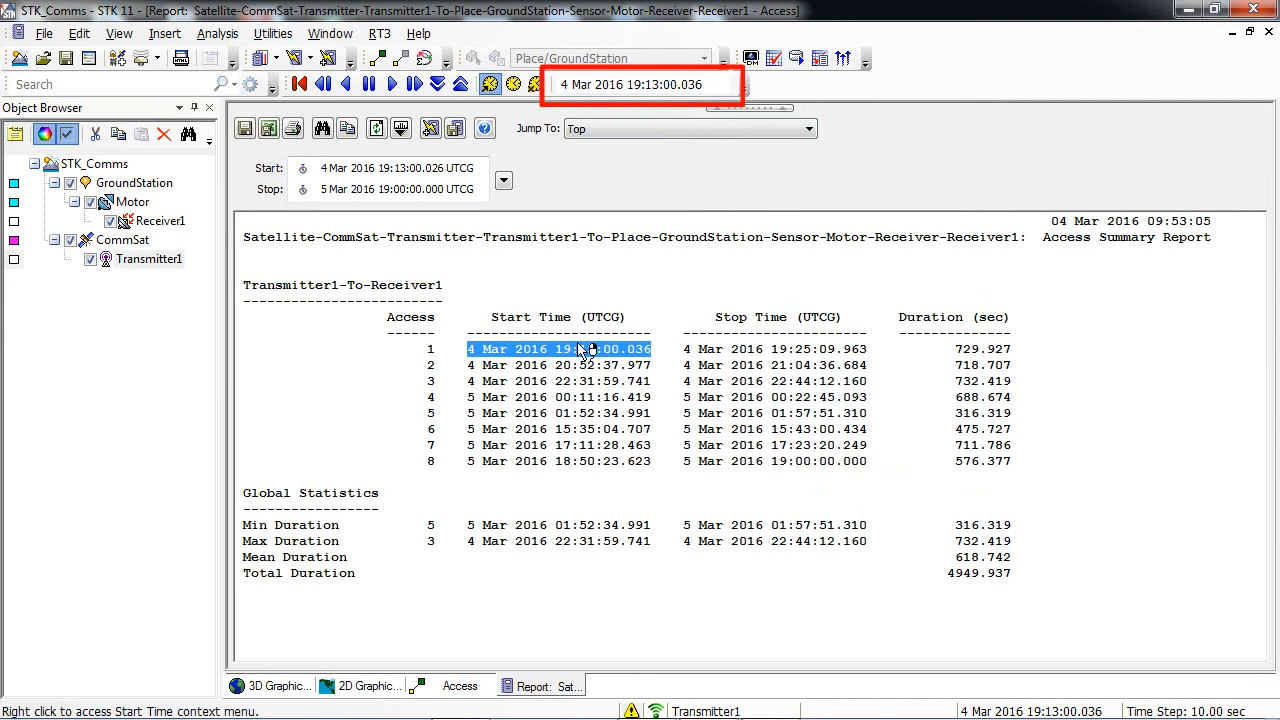 STK_Comms - STK 11 - [Report: Satellite-CommSat-Transmitter-Transmitter1-To-Place-GroundStation-Sensor-Motor-Receiver-Receiver1 - Access]
File Edit View Insert Analysis Utilities Window RT3 Help
Place/GroundStation
Search 4 Mar 2016 19:13:00.036
Object Browser
Jump To: Top
STK_Comms
GroundStation
Motor
Receiver1
CommSat
Transmitter1
Start: 4 Mar 2016 19:13:00.026 UTCG
Stop: 5 Mar 2016 19:00:00.000 UTCG
04 Mar 2016 09:53:05
Satellite-CommSat-Transmitter-Transmitter1-To-Place-GroundStation-Sensor-Motor-Receiver-Receiver1: Access Summary Report
Transmitter1-To-Receiver1
-------------------------
Access Start Time (UTCG) Stop Time (UTCG) Duration (sec)
------ ----------------------- ----------------------- --------------
1 4 Mar 2016 4 Mar 2016 19:25:09.963 729.927
2 4 Mar 2016 20:52:37.977 4 Mar 2016 21:04:36.684 718.707
3 4 Mar 2016 22:31:59.741 4 Mar 2016 22:44:12.160 732.419
4 5 Mar 2016 00:11:16.419 5 Mar 2016 00:22:45.093 688.674
5 5 Mar 2016 01:52:34.991 5 Mar 2016 01:57:51.310 316.319
6 5 Mar 2016 15:35:04.707 5 Mar 2016 15:43:00.434 475.727
7 5 Mar 2016 17:11:28.463 5 Mar 2016 17:23:20.249 711.786
8 5 Mar 2016 18:50:23.623 5 Mar 2016 19:00:00.000 576.377
Global Statistics
-----------------
Min Duration 5 5 Mar 2016 01:52:34.991 5 Mar 2016 01:57:51.310 316.319
Max Duration 3 4 Mar 2016 22:31:59.741 4 Mar 2016 22:44:12.160 732.419
Mean Duration 618.742
Total Duration 4949.937
3D Graphic... 2D Graphic... Access Report: Sat...
Right click to access Start Time context menu. Transmitter1 4 Mar 2016 19:13:00.036 Time Step: 10.00 sec